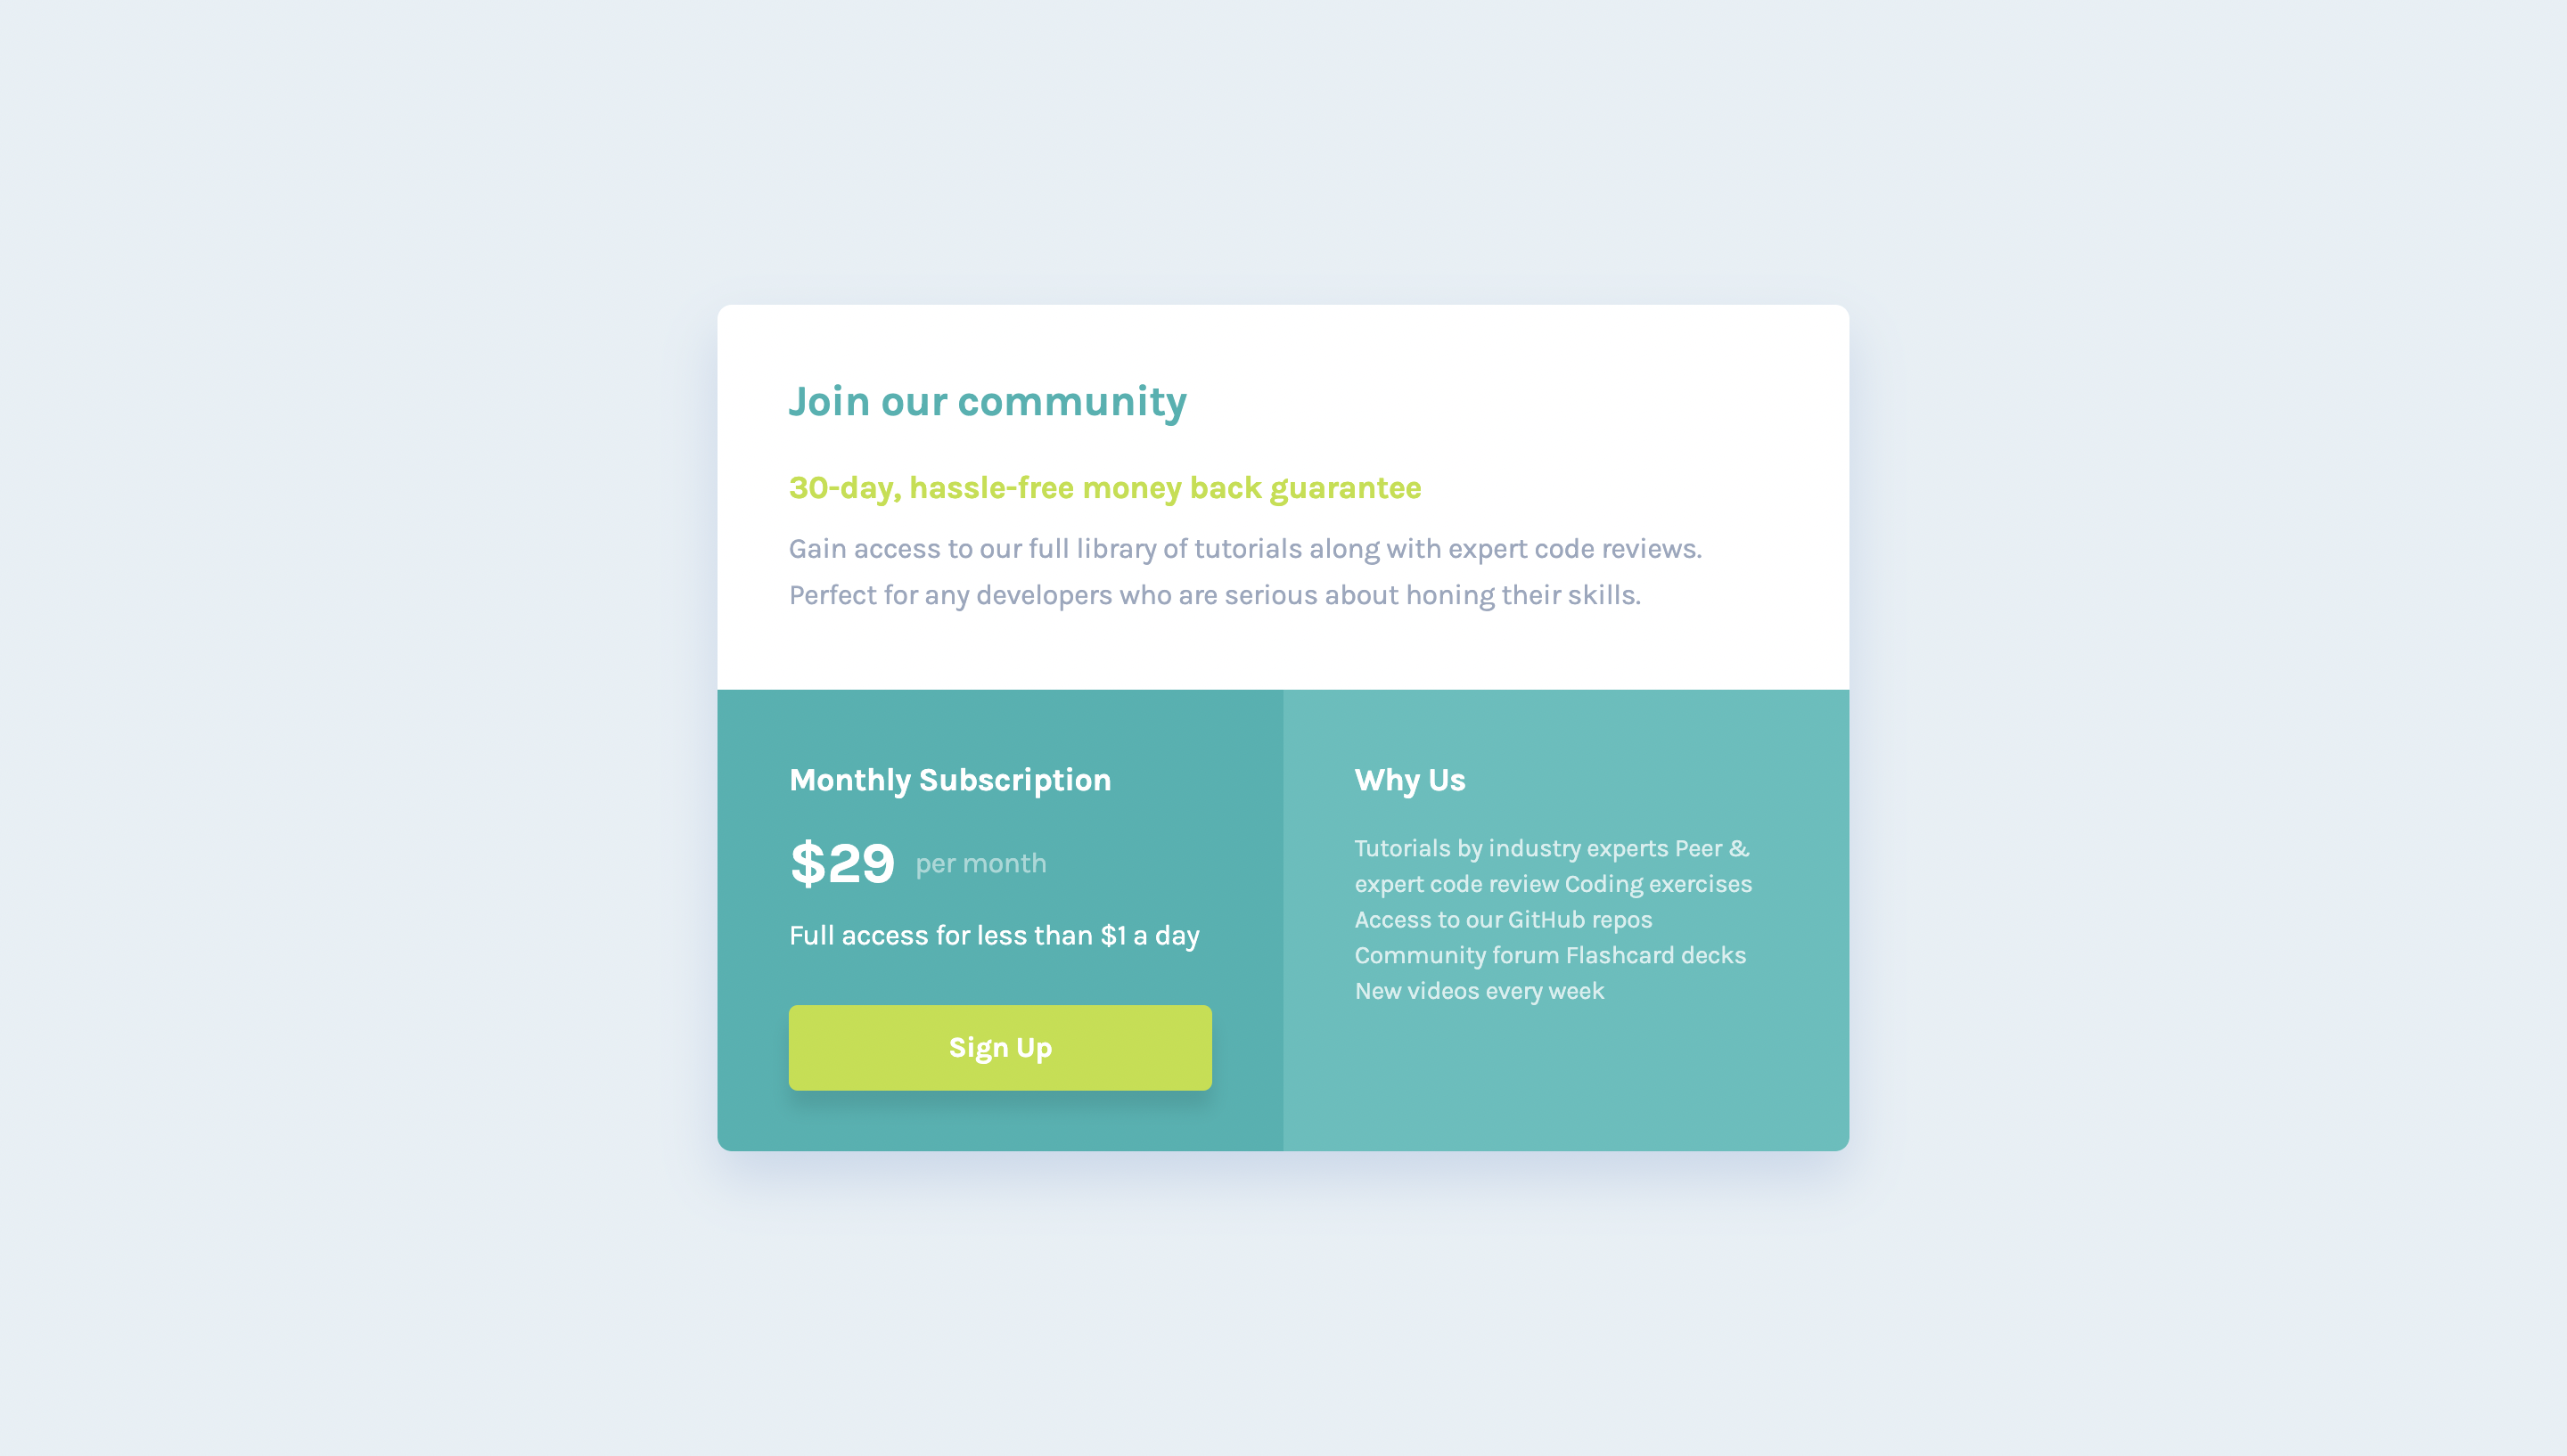 Join our community
30-day, hassle-free money back guarantee
Gain access to our full library of tutorials along with expert code reviews.
Perfect for any developers who are serious about honing their skills.
Monthly Subscription
$29 per month
Full access for less than $1 a day
Sign Up
Why Us
Tutorials by industry experts Peer &
expert code review Coding exercises
Access to our GitHub repos
Community forum Flashcard decks
New videos every week